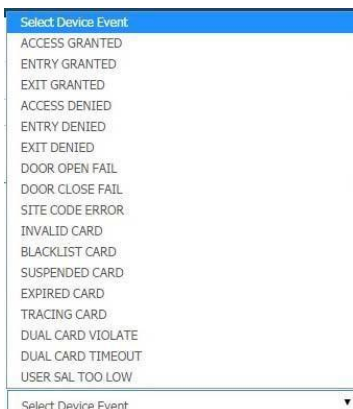 Select Device Event
ACCESS GRANTED
ENTRY GRANTED
EXIT GRANTED
ACCESS DENIED
ENTRY DENIED
EXIT DENIED
DOOR OPEN FAIL
DOOR CLOSE FAIL
SITE CODE ERROR
INVALID CARD
BLACKLIST CARD
SUSPENDED CARD
EXPIRED CARD
TRACING CARD
DUAL CARD VIOLATE
DUAL CARD TIMEOUT
USER SAL TOO LOW
Select Device Event